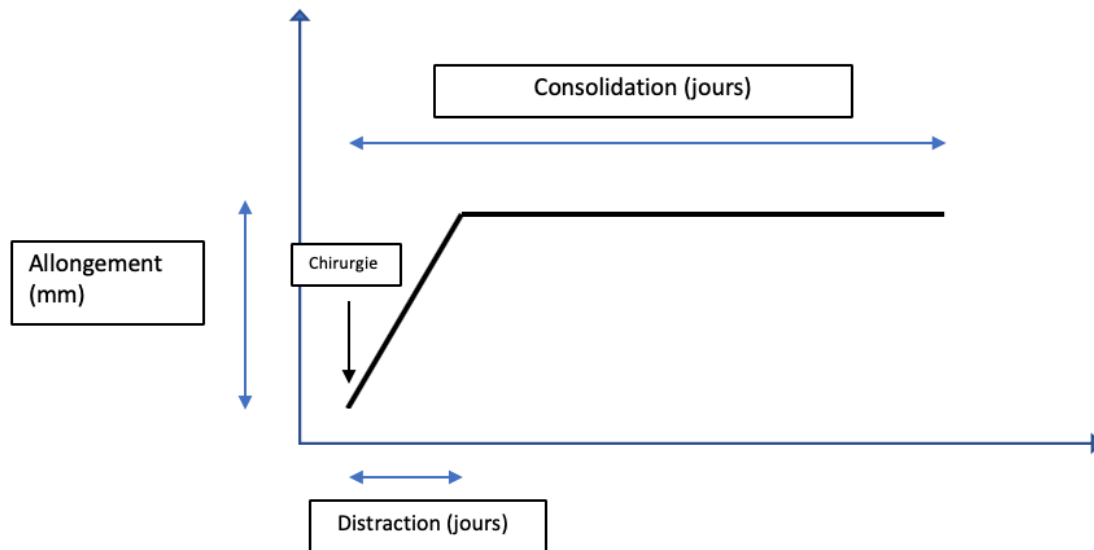 Consolidation (jours)
Allongement
(mm)
Chirurgie
Distraction (jours)